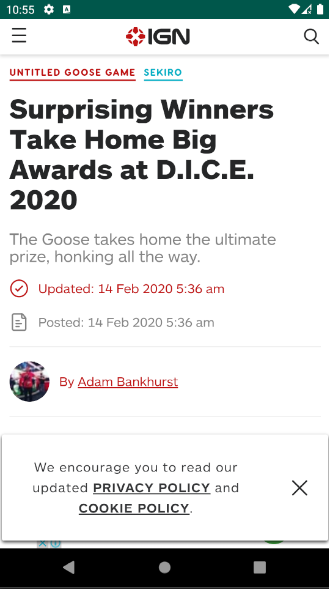 10:55
IGN
UNTITLED GOOSE GAME SEKIRO
Surprising Winners
Take Home Big
Awards at D.I.C.E.
2020
The Goose takes home the ultimate
prize, honking all the way.
Updated: 14 Feb 2020 5:36 am
Posted: 14 Feb 2020 5:36 am
By Adam Bankhurst
We encourage you to read our
updated PRIVACY POLICY and
COOKIE POLICY.